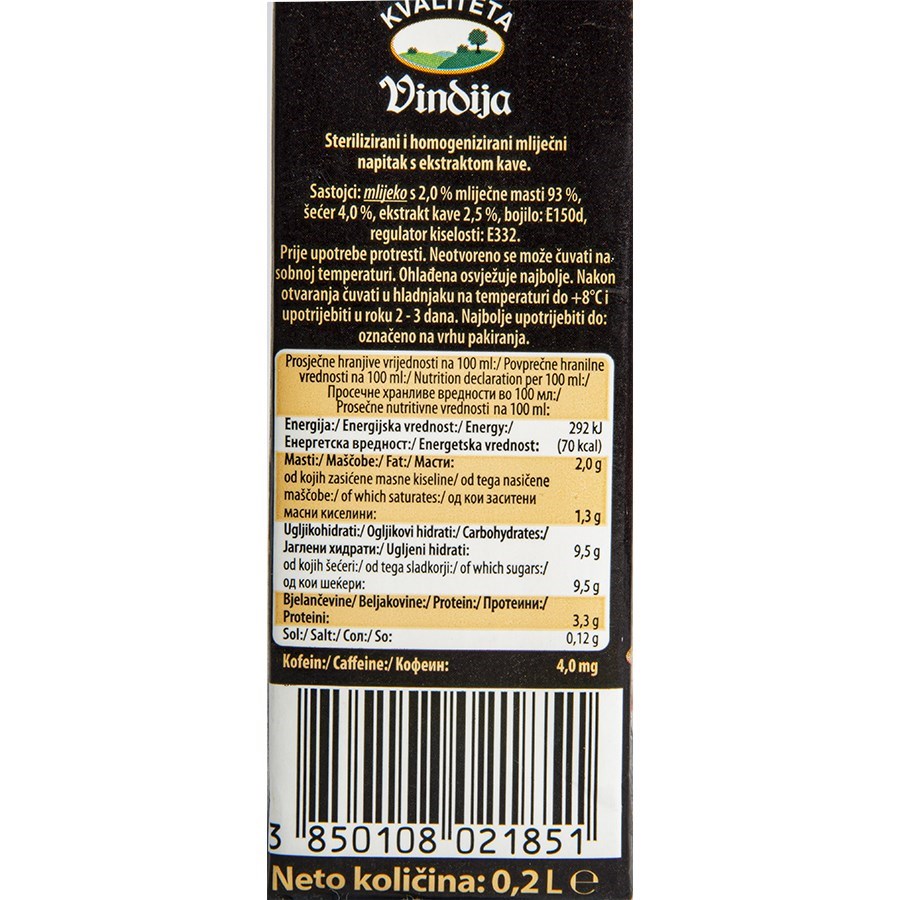 KVALITETA
Vindija
Sterilizirani i homogenizirani mliječni
napitak s ekstraktom kave.
Sastojci: mlijeko s 2,0 % mliječne masti 93 %,
šećer 4,0 %, ekstrakt kave 2,5 %, bojilo: E150d,
regulator kiselosti: E332.
Prije upotrebe protresti. Neotvoreno se može čuvati na
sobnoj temperaturi. Ohlađena osvježuje najbolje. Nakon
otvaranja čuvati u hladnjaku na temperaturi do +8°C i
upotrijebiti u roku 2 - 3 dana. Najbolje upotrijebiti do:
označeno na vrhu pakiranja.
Prosječne hranjive vrijednosti na 100 ml:/ Povprečne hranilne
vrednosti na 100 ml:/ Nutrition declaration per 100 ml:/
Просечне хранливе вредности во 100 мл:/
Prosečne nutritivne vrednosti na 100 ml:
Energija:/ Energijska vrednost:/ Energy:/ 292 kJ
Енергетска вредност:/ Energetska vrednost: (70 kcal)
Masti:/ Maščobe:/ Fat:/ Масти: 2,0 g
od kojih zasićene masne kiseline/ od tega nasičene
maščobe:/ of which saturates:/ од кои заситени
масни киселини: 1,3 g
Ugljikohidrati:/ Ogljikovi hidrati:/ Carbohydrates:/
Јаглени хидрати:/ Ugljeni hidrati: 9,5 g
od kojih šećeri:/ od tega sladkorji:/ of which sugars:/
од кои шеќери: 9,5 g
Bjelančevine/ Beljakovine:/ Protein:/ Протеини:/
Proteini: 3,3 g
Sol:/ Salt:/ Сол:/ So: 0,12 g
Kofein:/ Caffeine:/ Кофеин: 4,0 mg
3 850108 021851
Neto količina: 0,2 L ℮